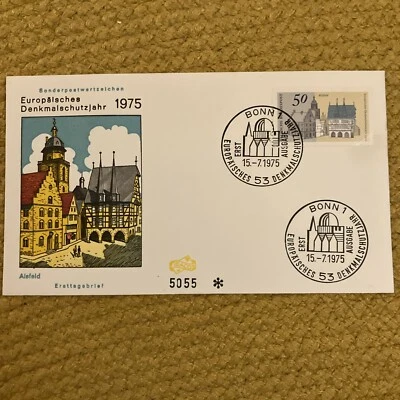 Sonderpostwertzeichen
Europäisches
Denkmalschutzjahr 1975
50
BONN 1
ERST AUSGABE
15.-7.1975
EUROPÄISCHES 53 DENKMALSCHUTZJAHR
BONN 1
ERST AUSGABE
15.-7.1975
EUROPÄISCHES 53 DENKMALSCHUTZJAHR
Alsfeld
Ersttagsbrief
5055 *